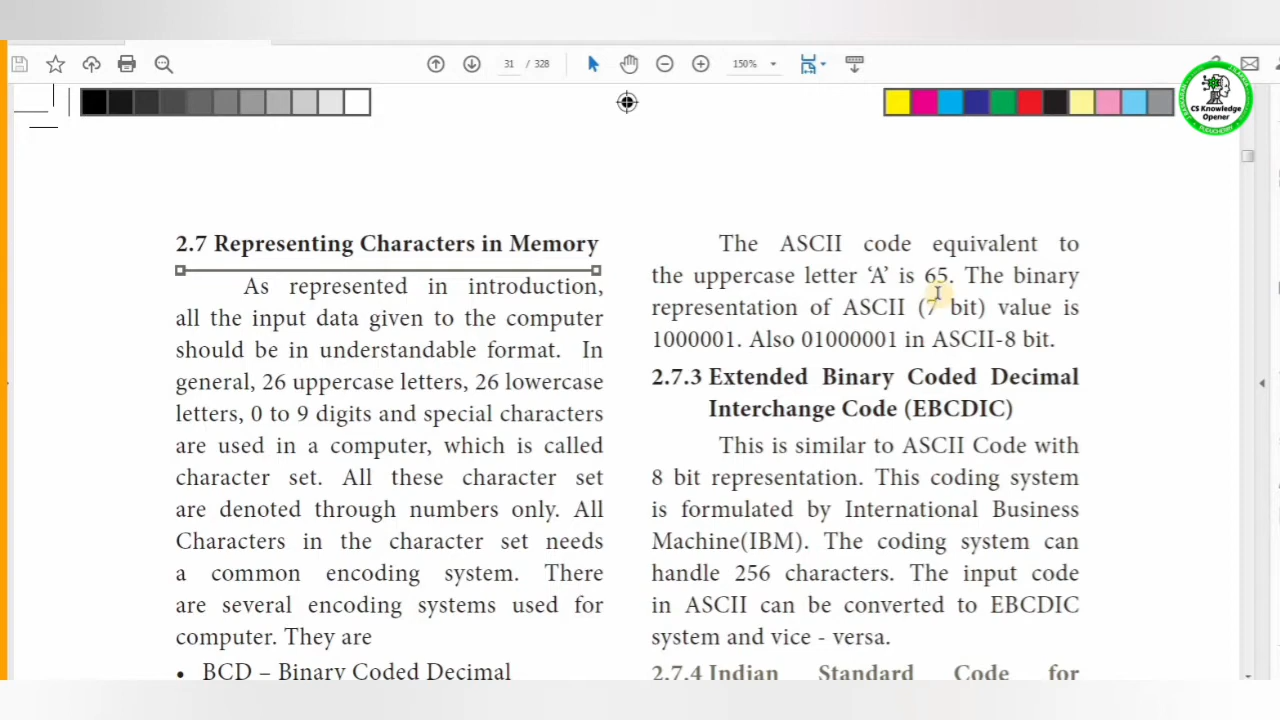 31 / 328
150%
CS Knowledge
Opener
2.7 Representing Characters in Memory
As represented in introduction,
all the input data given to the computer
should be in understandable format. In
general, 26 uppercase letters, 26 lowercase
letters, 0 to 9 digits and special characters
are used in a computer, which is called
character set. All these character set
are denoted through numbers only. All
Characters in the character set needs
a common encoding system. There
are several encoding systems used for
computer. They are
• BCD – Binary Coded Decimal
The ASCII code equivalent to
the uppercase letter ‘A’ is 65. The binary
representation of ASCII (7 bit) value is
1000001. Also 01000001 in ASCII-8 bit.
2.7.3 Extended Binary Coded Decimal
Interchange Code (EBCDIC)
This is similar to ASCII Code with
8 bit representation. This coding system
is formulated by International Business
Machine(IBM). The coding system can
handle 256 characters. The input code
in ASCII can be converted to EBCDIC
system and vice - versa.
2.7.4 Indian Standard Code for